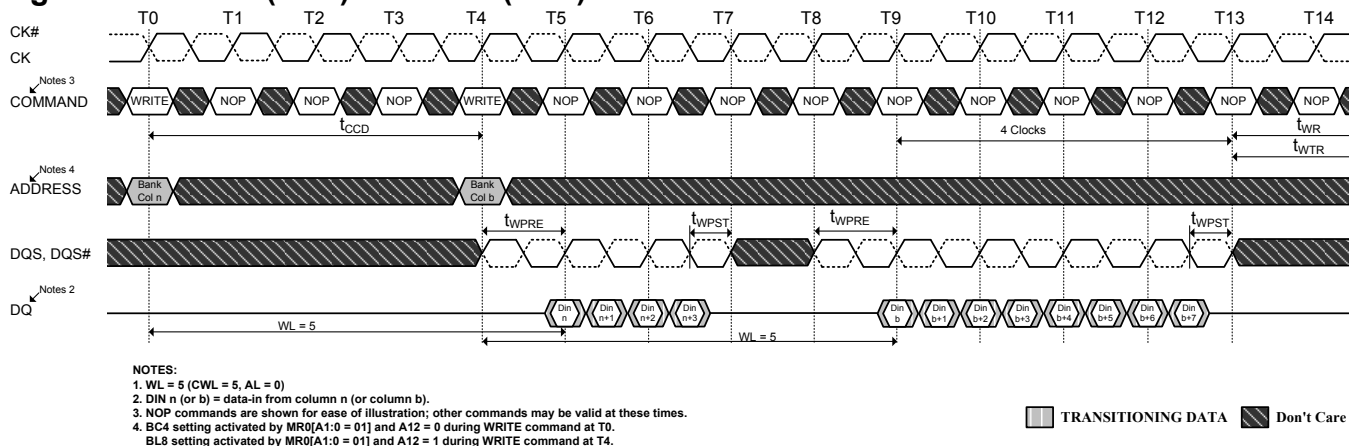 T0 T1 T2 T3 T4 T5 T6 T7 T8 T9 T10 T11 T12 T13 T14
CK#
CK
Notes 3
COMMAND WRITE NOP NOP NOP WRITE NOP NOP NOP NOP NOP NOP NOP NOP NOP NOP
tCCD 4 Clocks tWR
tWTR
Notes 4
ADDRESS Bank Col n Bank Col b
tWPRE tWPST tWPRE tWPST
DQS, DQS#
Notes 2
DQ Din n Din n+1 Din n+2 Din n+3 Din b Din b+1 Din b+2 Din b+3 Din b+4 Din b+5 Din b+6 Din b+7
WL = 5 WL = 5
NOTES:
1. WL = 5 (CWL = 5, AL = 0)
2. DIN n (or b) = data-in from column n (or column b).
3. NOP commands are shown for ease of illustration; other commands may be valid at these times.
4. BC4 setting activated by MR0[A1:0 = 01] and A12 = 0 during WRITE command at T0.
BL8 setting activated by MR0[A1:0 = 01] and A12 = 1 during WRITE command at T4.
TRANSITIONING DATA Don't Care